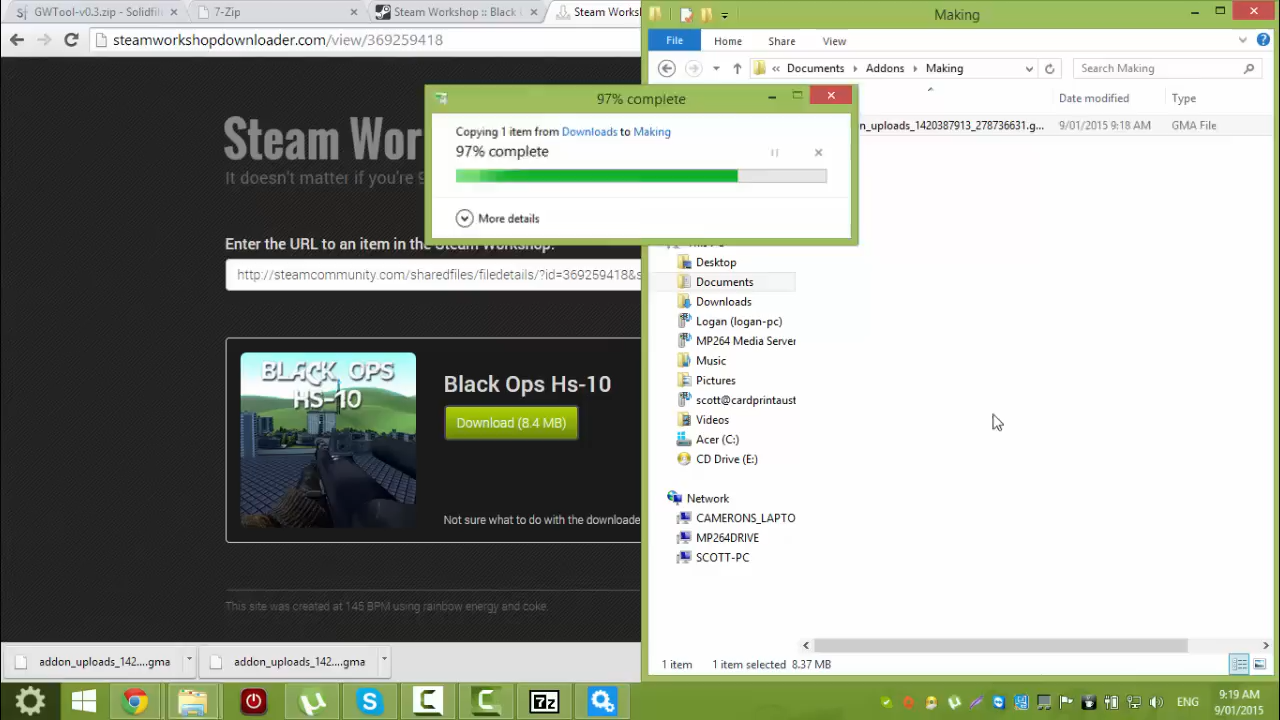 GWTool-v0.3.zip - Solidfil
7-Zip
Steam Workshop :: Black
Steam Worksh
steamworkshopdownloader.com/view/369259418
Steam Wor
It doesn't matter if you're 9
Enter the URL to an item in the Steam Workshop:
http://steamcommunity.com/sharedfiles/filedetails/?id=369259418&s
BLACK OPS
HS-10
Black Ops Hs-10
Download (8.4 MB)
Not sure what to do with the downloade
This site was created at 145 BPM using rainbow energy and coke.
addon_uploads_142....gma
addon_uploads_142....gma
97% complete
Copying 1 item from Downloads to Making
97% complete
More details
Making
File
Home
Share
View
Documents
Addons
Making
Search Making
Date modified
Type
n_uploads_1420387913_278736631.g...
9/01/2015 9:18 AM
GMA File
Desktop
Documents
Downloads
Logan (logan-pc)
MP264 Media Server
Music
Pictures
scott@cardprintaust
Videos
Acer (C:)
CD Drive (E:)
Network
CAMERONS_LAPTO
MP264DRIVE
SCOTT-PC
1 item
1 item selected 8.37 MB
7z
ENG
9:19 AM
9/01/2015